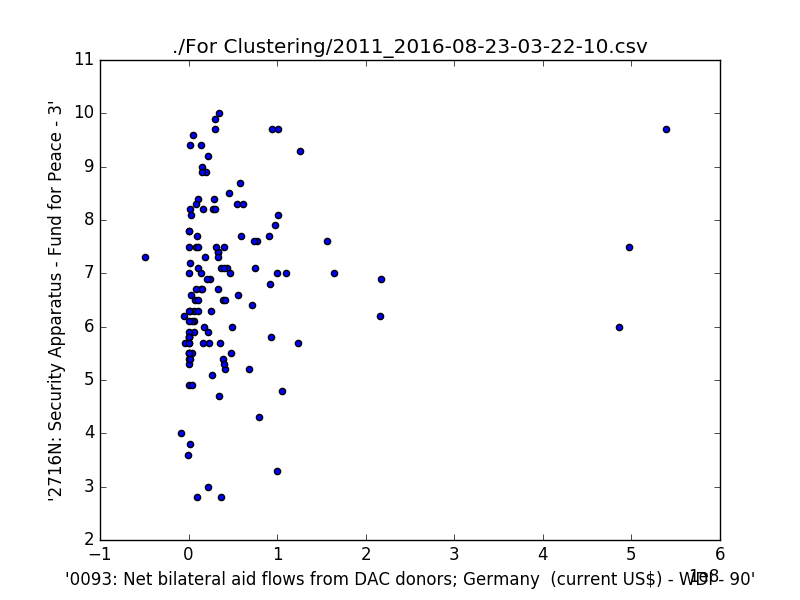 ./For Clustering/2011_2016-08-23-03-22-10.csv
'2716N: Security Apparatus - Fund for Peace - 3'
11
10
9
8
7
6
5
4
3
2
−1 0 1 2 3 4 5 6
1e8
'0093: Net bilateral aid flows from DAC donors; Germany  (current US$) - WDI - 90'